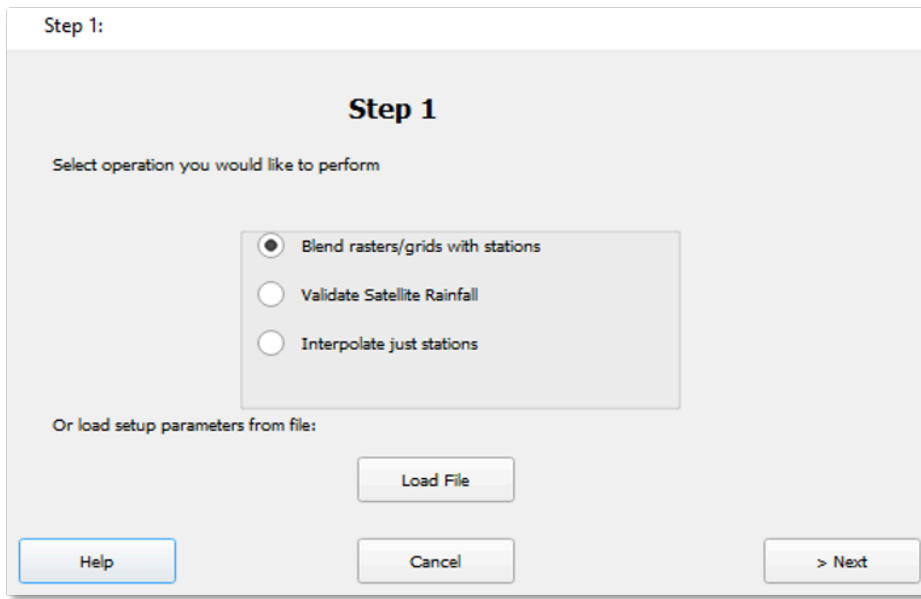 Step 1:
Step 1
Select operation you would like to perform
Blend rasters/grids with stations
Validate Satellite Rainfall
Interpolate just stations
Or load setup parameters from file:
Load File
Help
Cancel
> Next